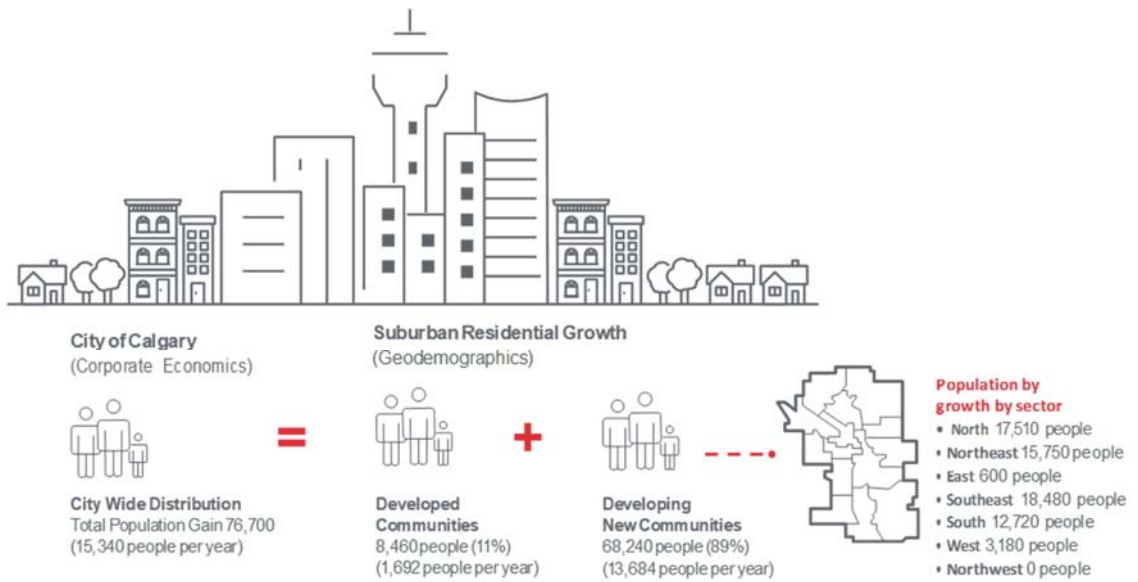 City of Calgary
(Corporate Economics)
Suburban Residential Growth
(Geodemographics)
=
+
City Wide Distribution
Total Population Gain 76,700
(15,340 people per year)
Developed
Communities
8,460 people (11%)
(1,692 people per year)
Developing
New Communities
68,240 people (89%)
(13,684 people per year)
Population by
growth by sector
• North 17,510 people
• Northeast 15,750 people
• East 600 people
• Southeast 18,480 people
• South 12,720 people
• West 3,180 people
• Northwest 0 people